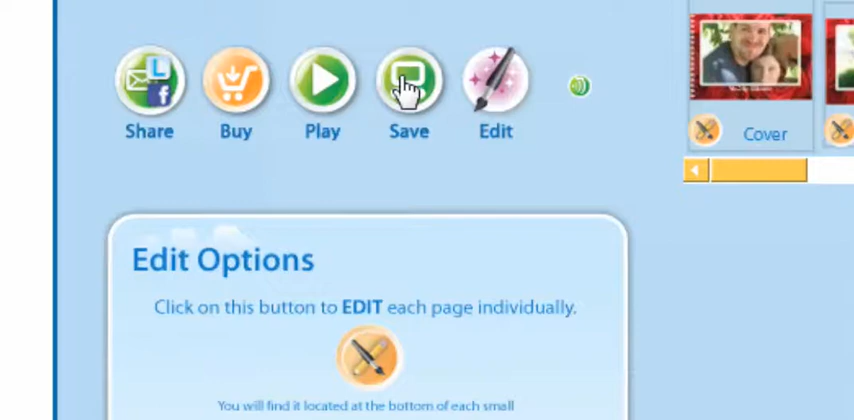 L
f
Share Buy Play Save Edit
Cover
Edit Options
Click on this button to EDIT each page individually.
You will find it located at the bottom of each small